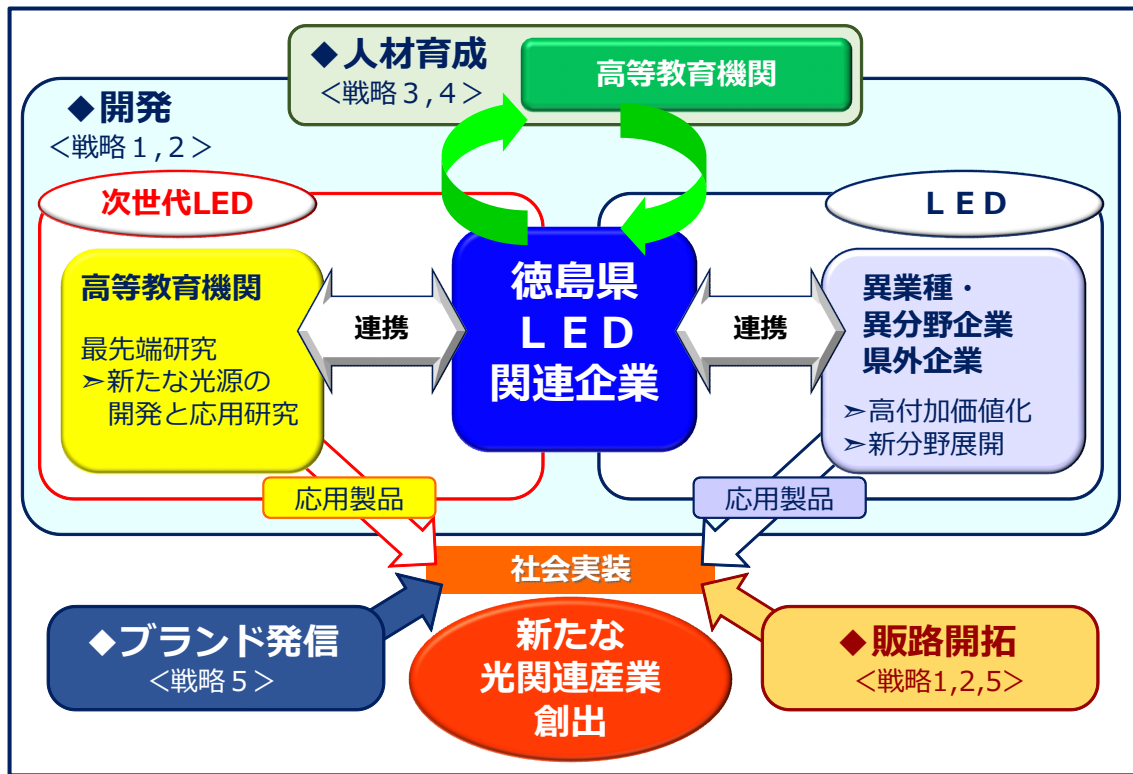 ◆人材育成
＜戦略３,４＞
高等教育機関
◆開発
＜戦略１,２＞
次世代LED
ＬＥＤ
高等教育機関
最先端研究
➣新たな光源の
開発と応用研究
連携
徳島県
ＬＥＤ
関連企業
連携
異業種・
異分野企業
県外企業
➣高付加価値化
➣新分野展開
応用製品
応用製品
社会実装
◆ブランド発信
＜戦略５＞
新たな
光関連産業
創出
◆販路開拓
＜戦略1,2,5＞